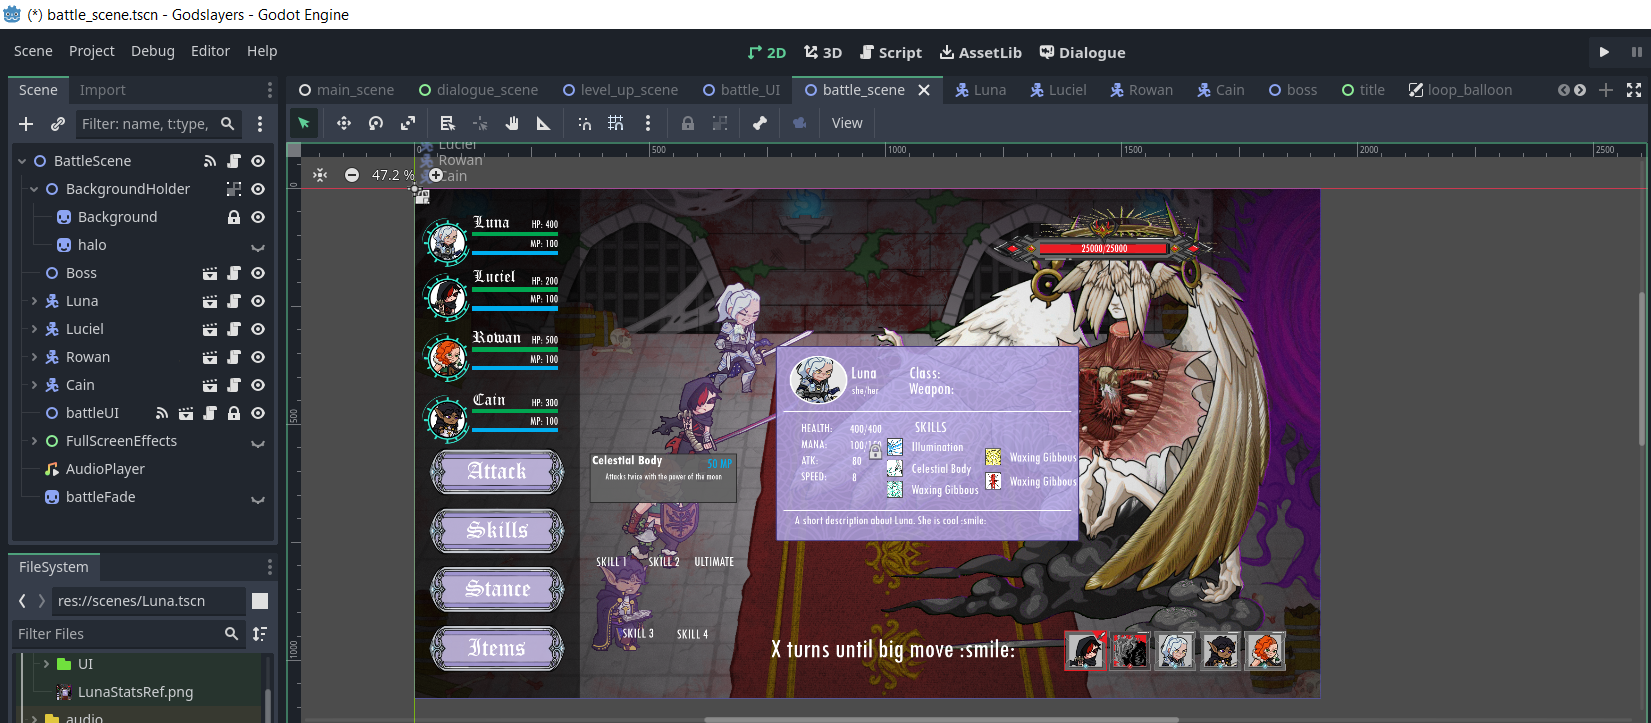 (*) battle_scene.tscn - Godslayers - Godot Engine
Scene Project Debug Editor Help
2D 3D Script AssetLib Dialogue
Scene Import
main_scene dialogue_scene level_up_scene battle_UI battle_scene Luna Luciel Rowan Cain boss title loop_balloon
Filter: name, t:type,
View
BattleScene
BackgroundHolder
Background
halo
Boss
Luna
Luciel
Rowan
Cain
battleUI
FullScreenEffects
AudioPlayer
battleFade
FileSystem
res://scenes/Luna.tscn
Filter Files
UI
LunaStatsRef.png
audio
0 500 1000 1500 2000 2500
Luciel
Rowan
Cain
47.2 %
0
500
1000
Luna HP: 400
MP: 100
Luciel HP: 200
MP: 100
Rowan HP: 500
MP: 100
Cain HP: 300
MP: 100
Attack
Skills
Stance
Items
25000/25000
Celestial Body 50 MP
Attacks twice with the power of the moon
SKILL 1 SKILL 2 ULTIMATE
SKILL 3 SKILL 4
Luna
she/her
Class:
Weapon:
HEALTH: 400/400
MANA: 100/150
ATK: 80
SPEED: 8
SKILLS
Illumination
Celestial Body
Waxing Gibbous
Waxing Gibbous
Waxing Gibbous
A short description about Luna. She is cool :smile:
X turns until big move :smile: